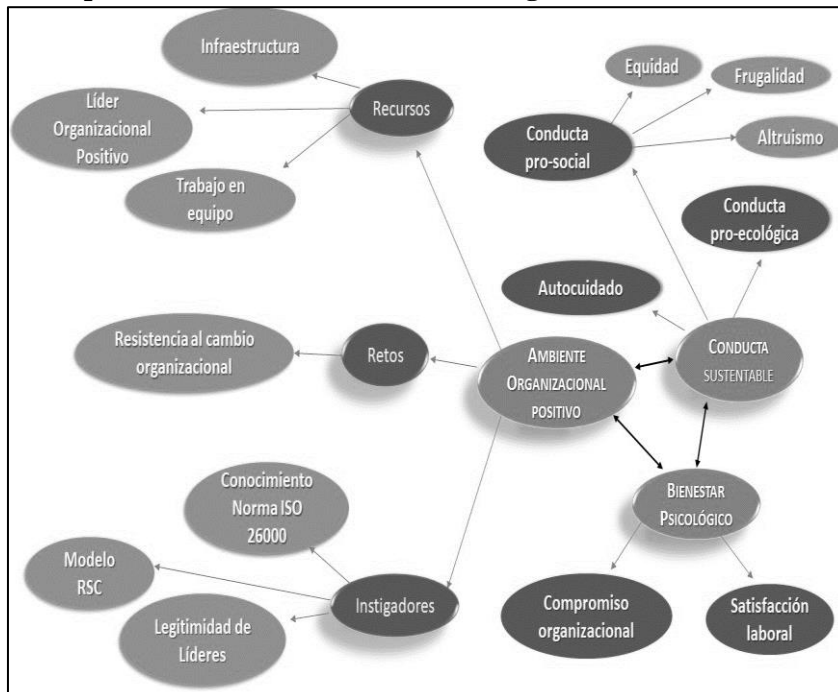 Infraestructura
Líder
Organizacional
Positivo
Trabajo en
equipo
Recursos
Equidad
Frugalidad
Altruismo
Conducta
pro-social
Conducta
pro-ecológica
Autocuidado
Resistencia al cambio
organizacional
Retos
AMBIENTE
ORGANIZACIONAL
POSITIVO
CONDUCTA
SUSTENTABLE
BIENESTAR
PSICOLÓGICO
Conocimiento
Norma ISO
26000
Modelo
RSC
Legitimidad de
Líderes
Instigadores
Compromiso
organizacional
Satisfacción
laboral